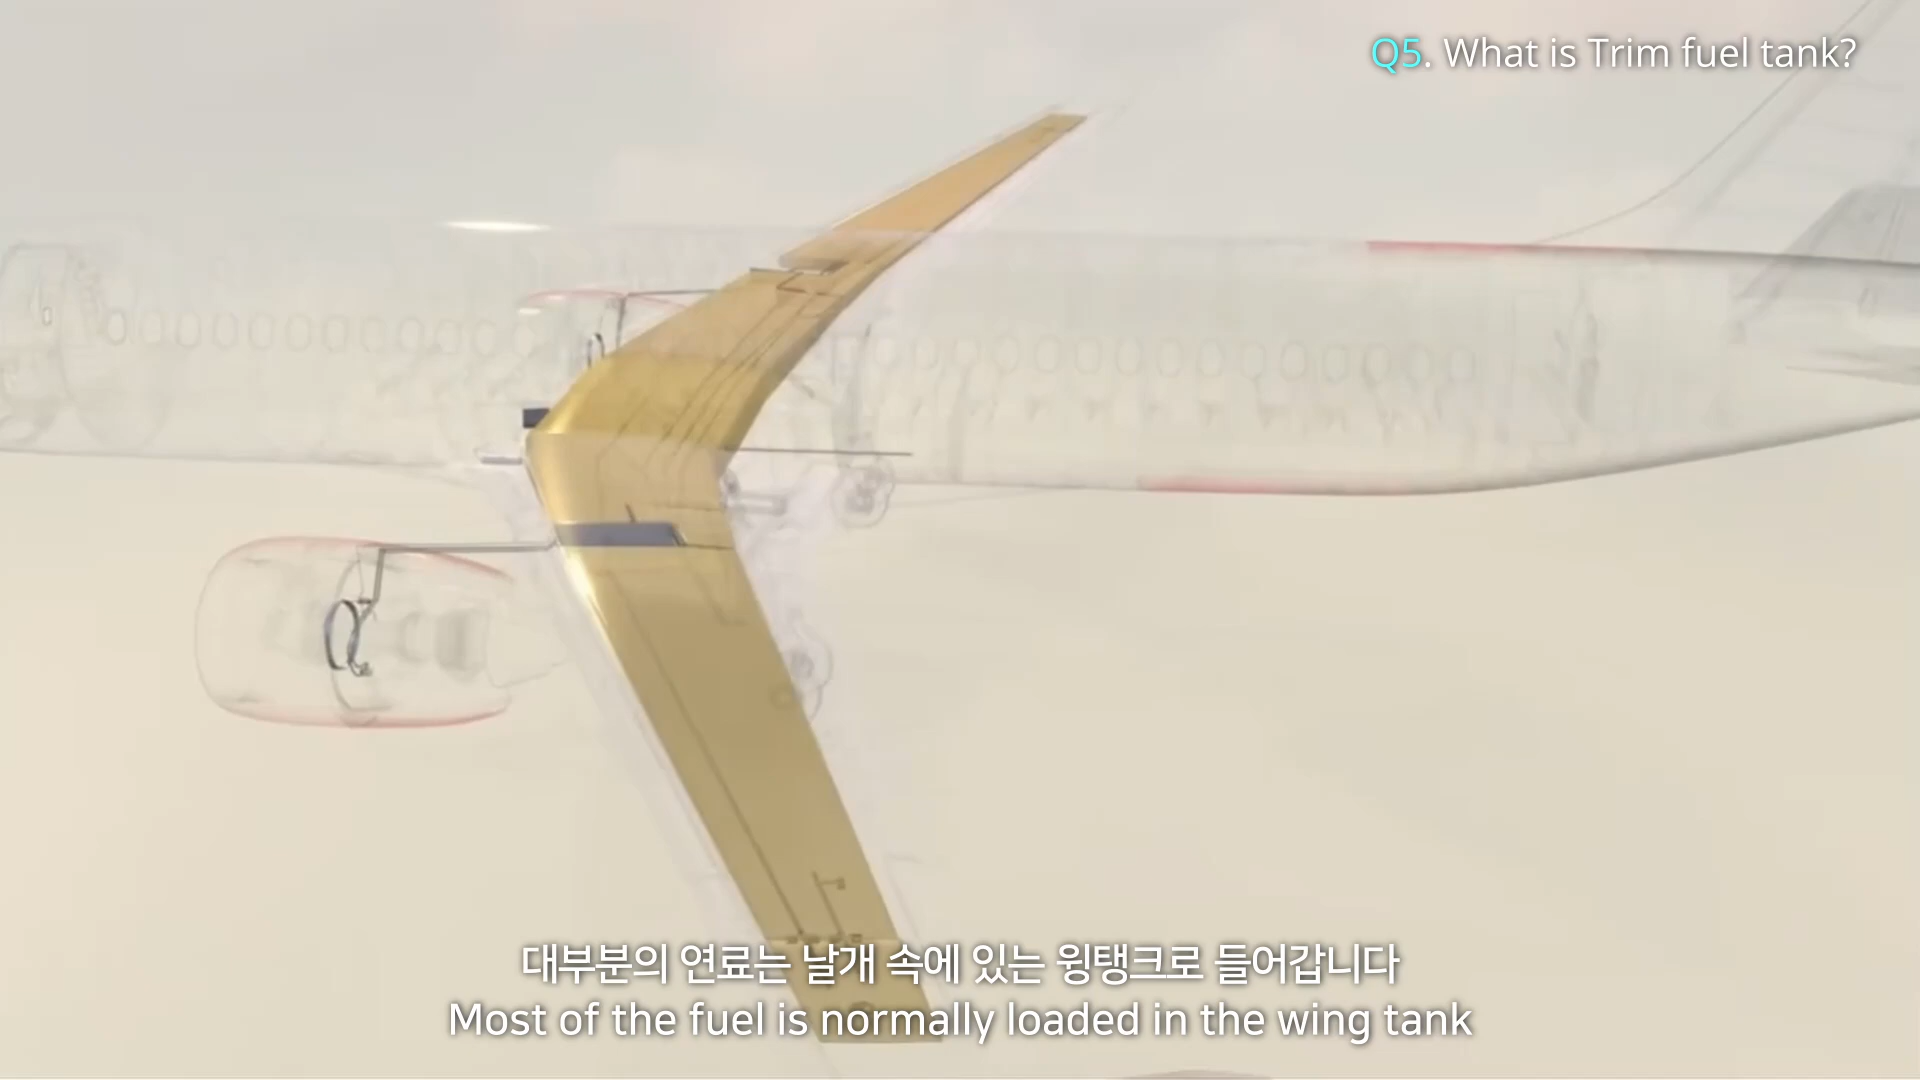 Q5. What is Trim fuel tank?
대부분의 연료는 날개 속에 있는 윙탱크로 들어갑니다
Most of the fuel is normally loaded in the wing tank